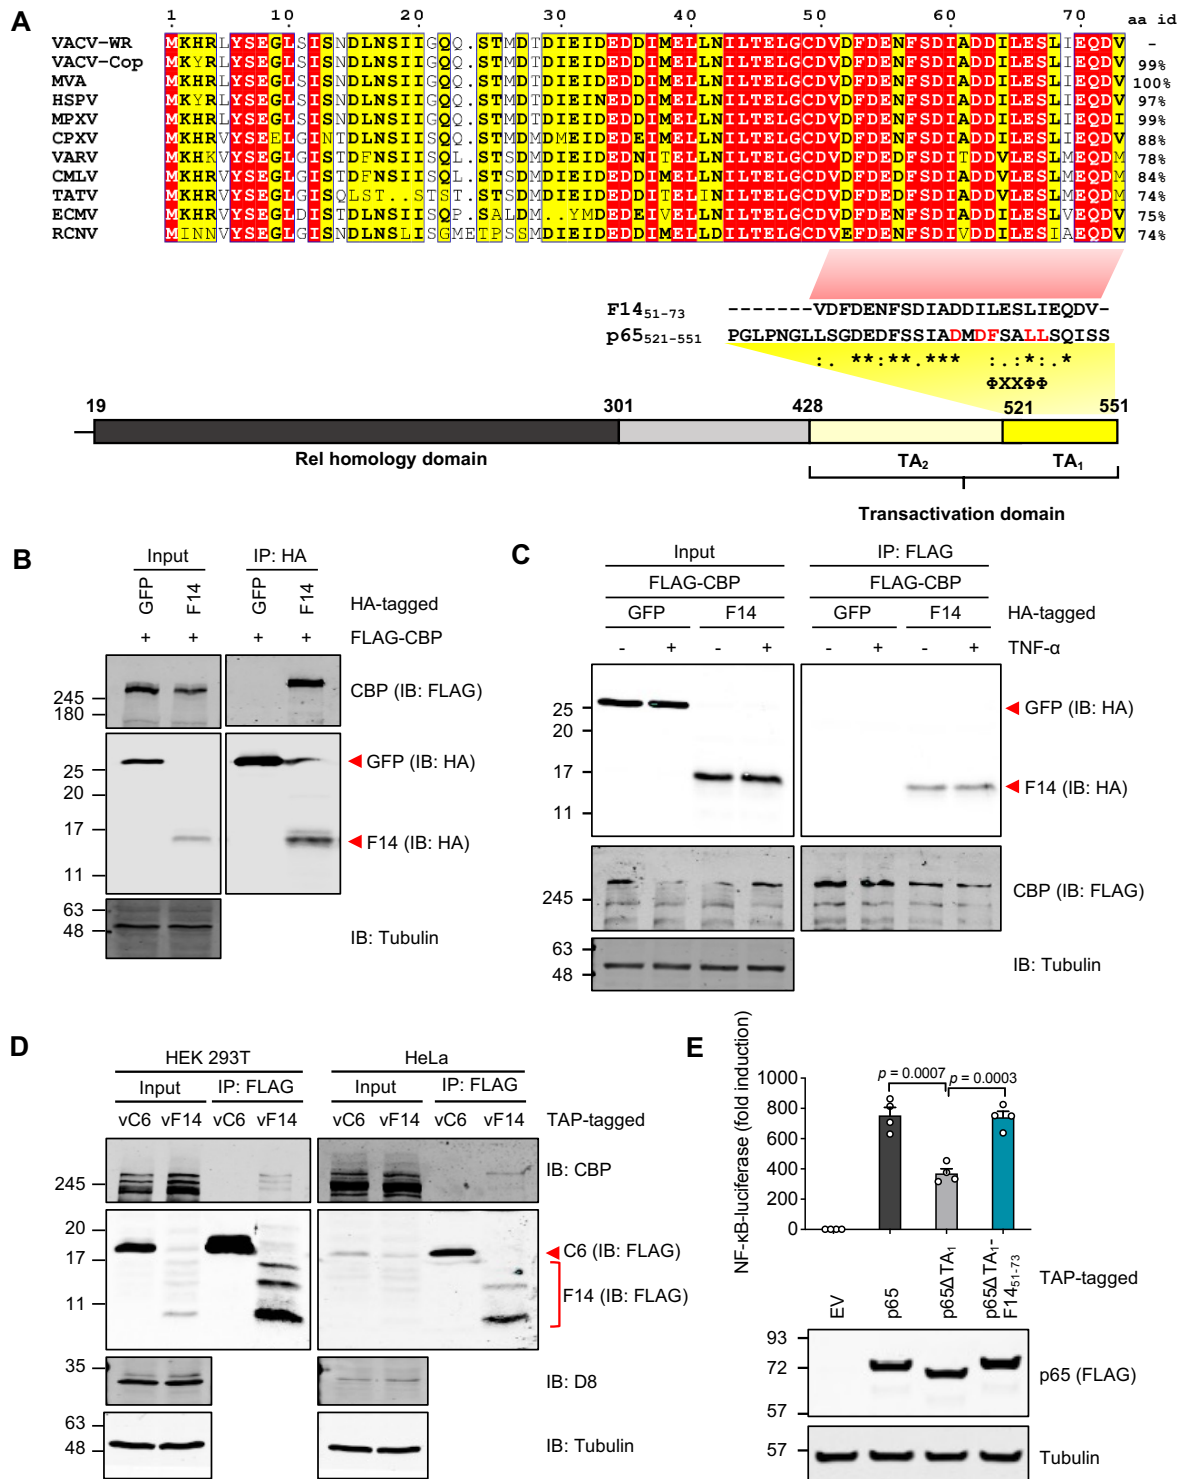 A
1 10 20 30 40 50 60 70 aa id
VACV-WR MKHRLYSEGLSISNDLNSIIGQQ.STMDTDIEIDEDDIMELLNILTELGCDVDFDENFSDIADDILESLIEQDV -
VACV-Cop MKYRLYSEGLSISNDLNSIIGQQ.STMDTDIEIDEDDIMELLNILTELGCDVDFDENFSDIADDILESLIEQDV 99%
MVA MKHRLYSEGLSISNDLNSIIGQQ.STMDTDIEIDEDDIMELLNILTELGCDVDFDENFSDIADDILESLIEQDV 100%
HSPV MKYRLYSEGLSISNDLNSIIGQQ.STMDTDIEINEDDIMELLNILTELGCDVDFDENFSDIADDILESLMEQDV 97%
MPXV MKHRLYSEGLSISNDLNSIIGQQ.STMDTDIEIDEDDIMELLNILTELGCDVDFDENFSDIADDILESLIEQDI 99%
CPXV MKHRVYSEGLSINTDLNSIIGQQ.STMDMDMEIDEDEIMELLNILTELGCDVDFDENFSDIADDILESLIEQDV 88%
VARV MKHKVYSEGLGISTDFNSIISQL.STSDMDIEIDEDNITELLNILTELGCDVDFDEDFSDITDDVLESLMEQDM 78%
CMLV MKHRVYSEGLGISTDFNSIISQL.STSDMDIEIDEDDIMELLNILTELGCDVDFDEDFSDIADDVLESLMEQDM 84%
TATV MKHRVYSEGLGISQLST..STST.STSDMDIEIDEDDITELINILTELGCDVDFDENFSDIADDVLESLMEQDM 74%
ECMV MKHRVYSEGLDISTDLNSIISQP.SALDM.YMDEDEIVELLNILTELGCDVDFDENFSDIADDILESLVEQDV 75%
RCNV MINNVYSEGLSISNDLNSLISGMETPSSMDIEIDEDDIMELLDILTELGCDVEFDENFSDIVDDILESIAEQDV 74%
F14₅₁₋₇₃ -------VDFDENFSDIADDILESLIEQDV-
p65₅₂₁₋₅₅₁ PGLPNGLLSGDEDFSSIADMDFSALLSQISS
:. **.**.*** :.:*:. *
ΦXXΦΦ
19 301 428 521 551
Rel homology domain TA₂ TA₁
Transactivation domain
B
Input IP: HA
GFP F14 GFP F14 HA-tagged
+ + + + FLAG-CBP
245
180
CBP (IB: FLAG)
25
20
17
11
GFP (IB: HA)
F14 (IB: HA)
63
48
IB: Tubulin
C
Input IP: FLAG
FLAG-CBP FLAG-CBP
GFP F14 GFP F14 HA-tagged
- + - + - + - + TNF-α
25
20
17
11
GFP (IB: HA)
F14 (IB: HA)
245
CBP (IB: FLAG)
63
48
IB: Tubulin
D
HEK 293T HeLa
Input IP: FLAG Input IP: FLAG
vC6 vF14 vC6 vF14 vC6 vF14 vC6 vF14 TAP-tagged
245
IB: CBP
20
17
11
C6 (IB: FLAG)
F14 (IB: FLAG)
35
IB: D8
63
48
IB: Tubulin
E
NF-κB-luciferase (fold induction)
1000
800
600
400
200
0
p = 0.0007 p = 0.0003
EV p65 p65ΔTA₁ p65ΔTA₁-F14₅₁₋₇₃ TAP-tagged
93
72
57
p65 (FLAG)
57
Tubulin